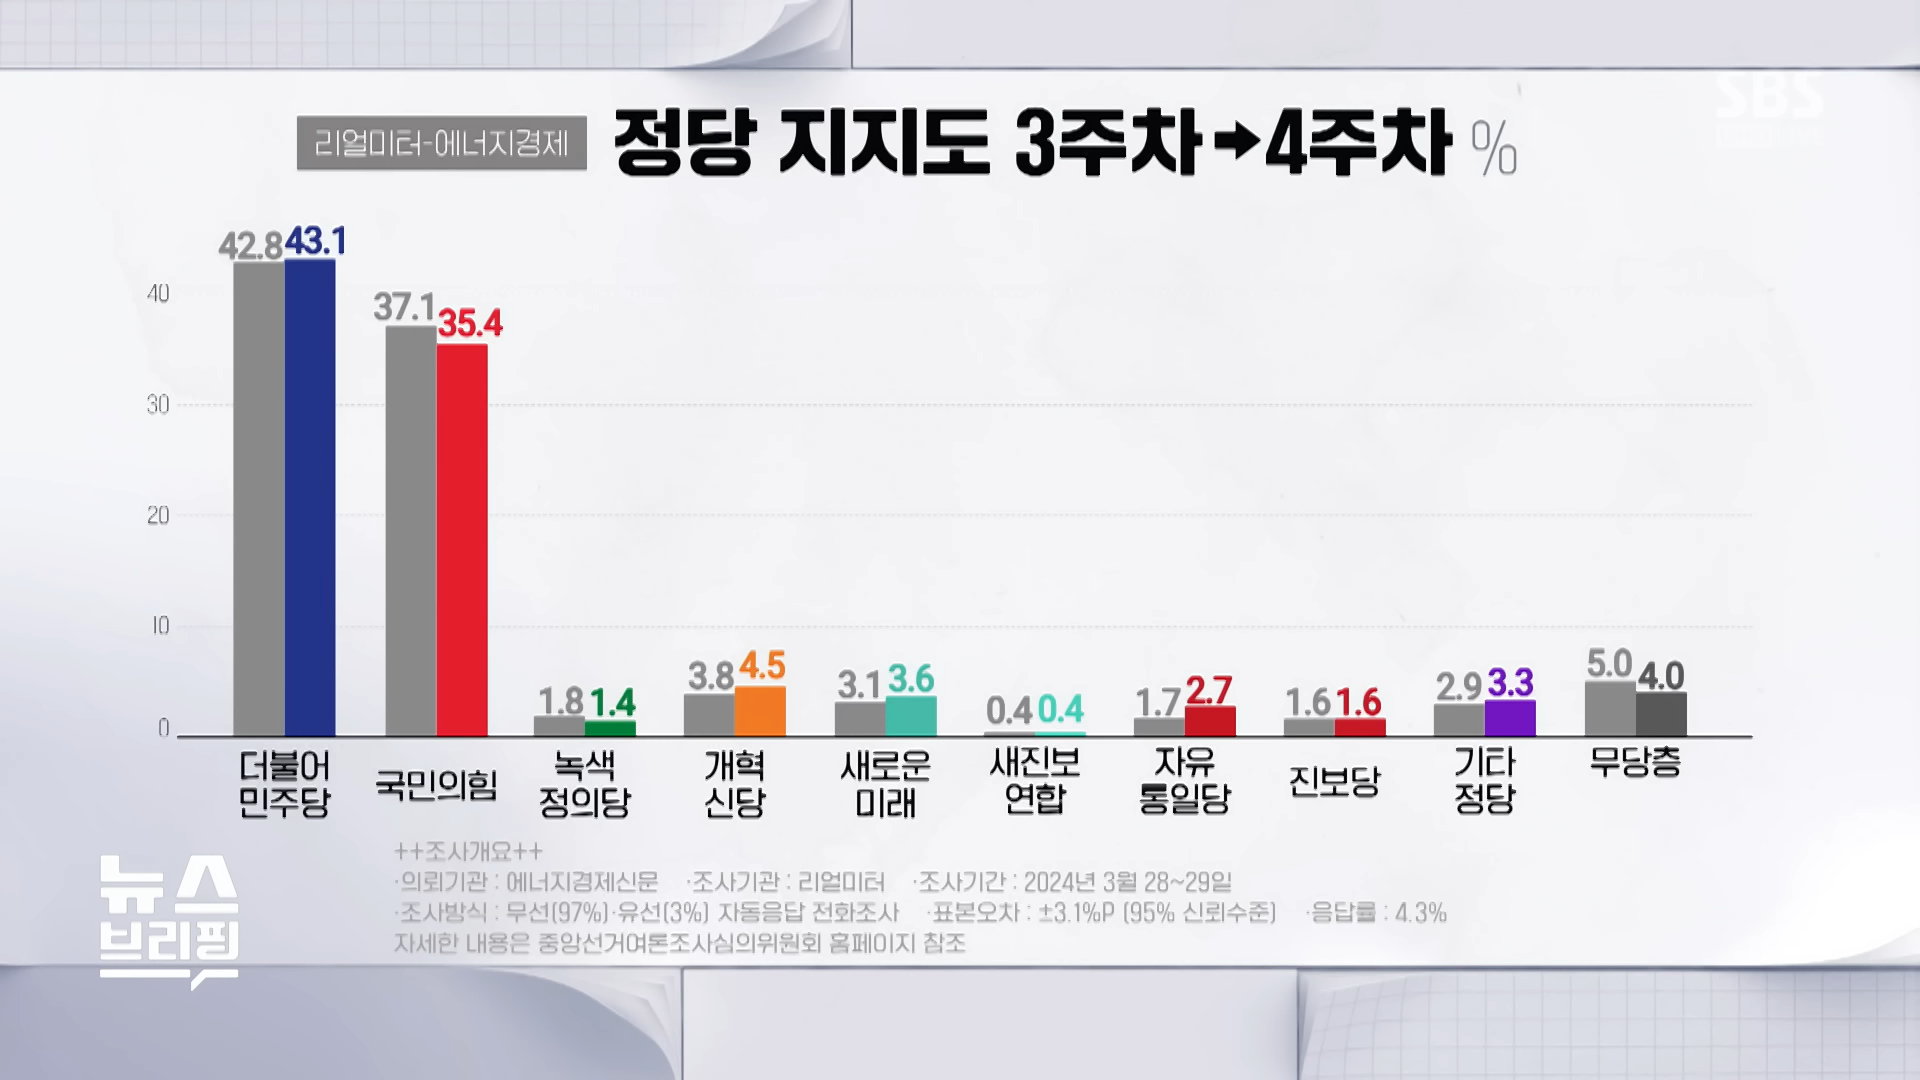 SBS
리얼미터-에너지경제
정당 지지도 3주차➡4주차 %
42.8 43.1
37.1 35.4
1.8 1.4
3.8 4.5
3.1 3.6
0.4 0.4
1.7 2.7
1.6 1.6
2.9 3.3
5.0 4.0
40
30
20
10
0
더불어
민주당
국민의힘
녹색
정의당
개혁
신당
새로운
미래
새진보
연합
자유
통일당
진보당
기타
정당
무당층
++조사개요++
·의뢰기관 : 에너지경제신문 ·조사기관 : 리얼미터 ·조사기간 : 2024년 3월 28~29일
·조사방식 : 무선(97%)·유선(3%) 자동응답 전화조사 ·표본오차 : ±3.1%P (95% 신뢰수준) ·응답률 : 4.3%
자세한 내용은 중앙선거여론조사심의위원회 홈페이지 참조
뉴스
브리핑